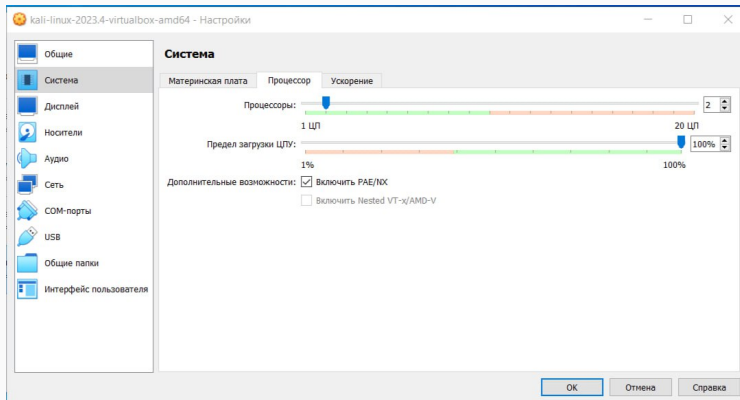 kali-linux-2023.4-virtualbox-amd64 - Настройки
Общие
Система
Дисплей
Носители
Аудио
Сеть
COM-порты
USB
Общие папки
Интерфейс пользователя
Система
Материнская плата Процессор Ускорение
Процессоры: 2
1 ЦП 20 ЦП
Предел загрузки ЦПУ: 100%
1% 100%
Дополнительные возможности: Включить PAE/NX
Включить Nested VT-x/AMD-V
ОК Отмена Справка